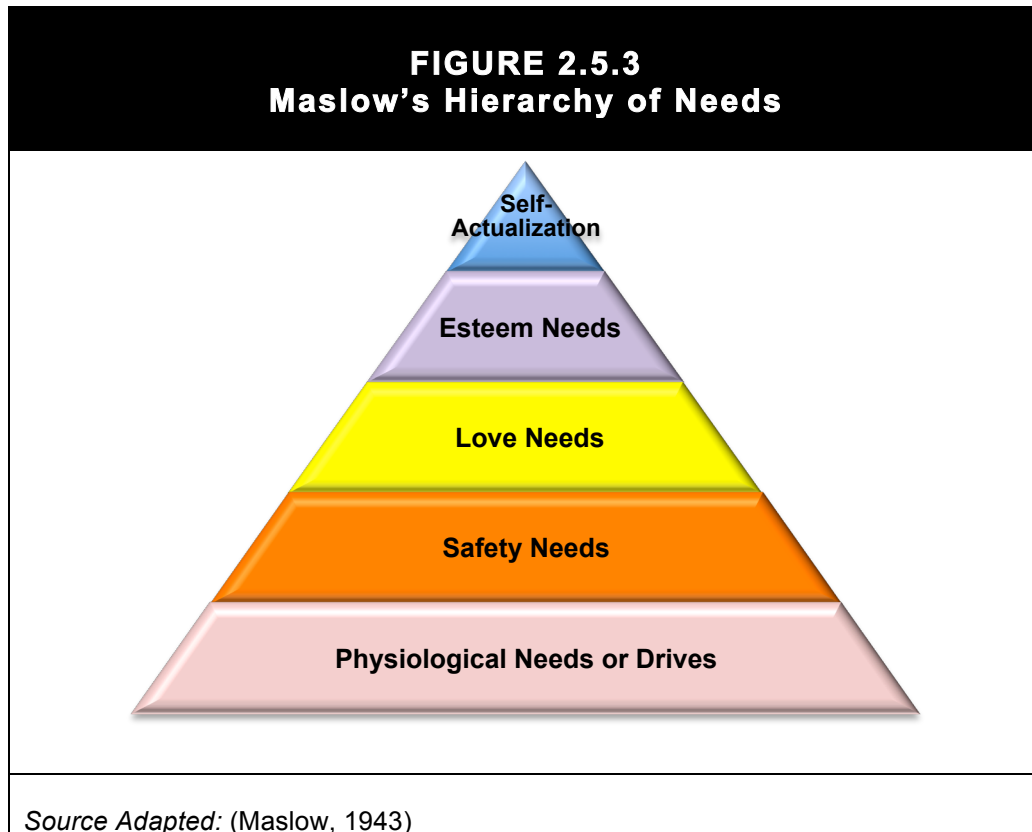 FIGURE 2.5.3
Maslow’s Hierarchy of Needs
Self-
Actualization
Esteem Needs
Love Needs
Safety Needs
Physiological Needs or Drives
Source Adapted: (Maslow, 1943)